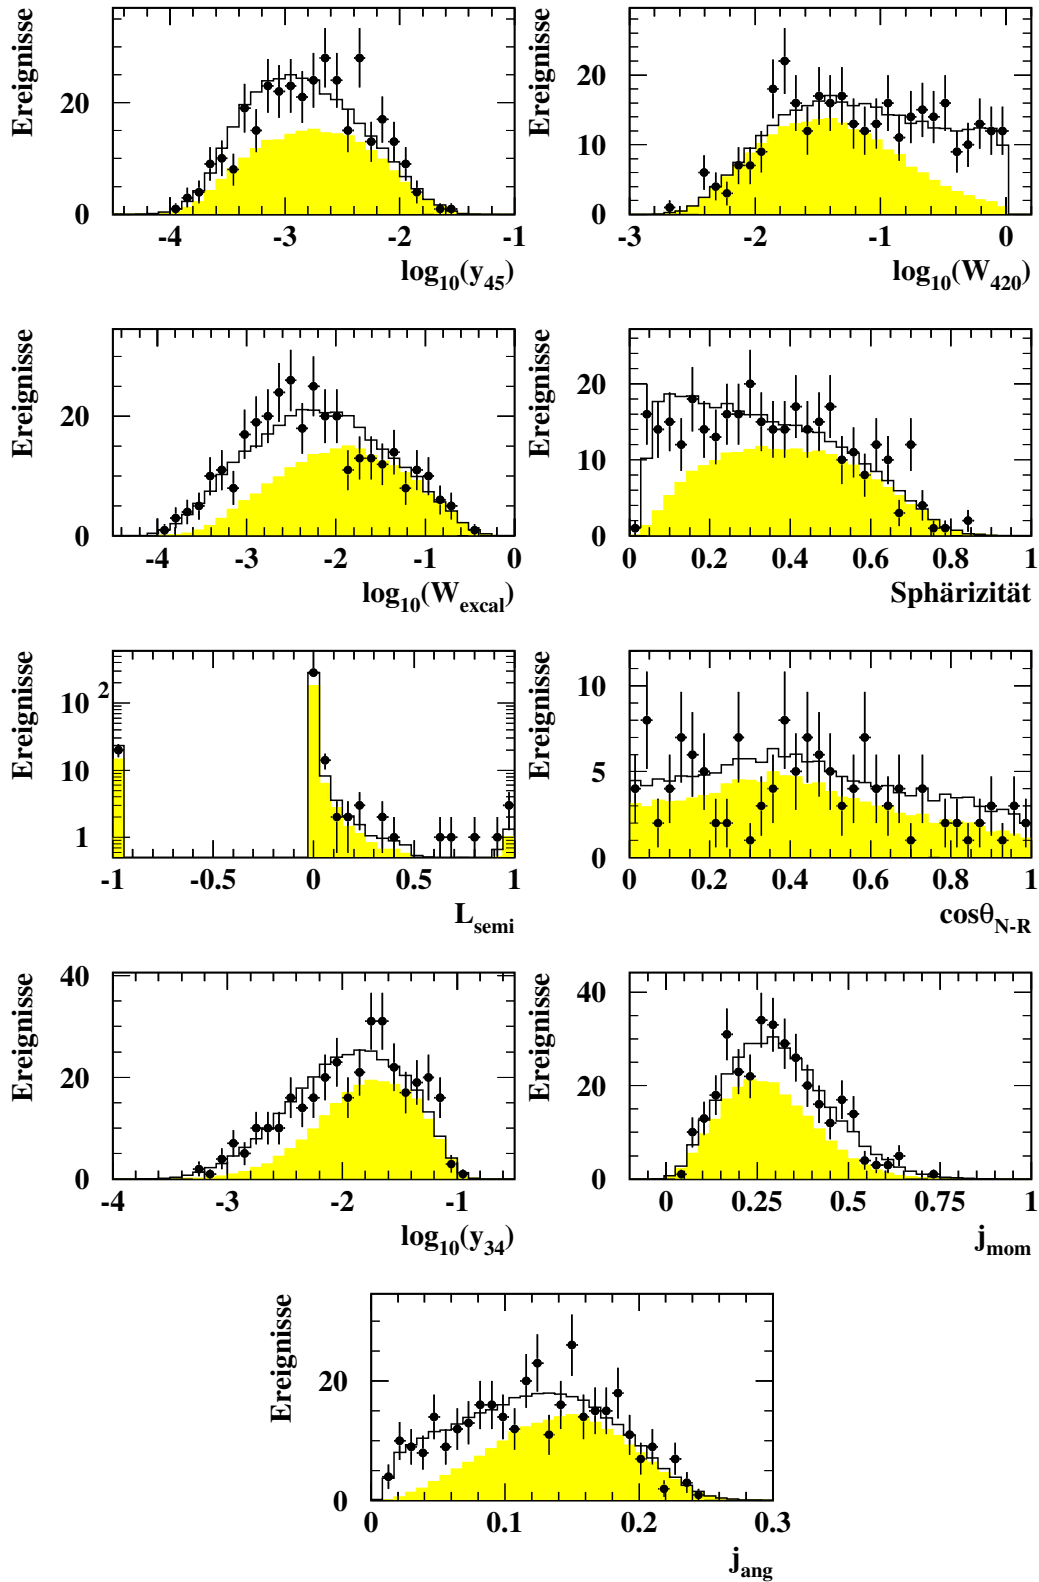 Ereignisse
20
0
-4 -3 -2 -1
log10(y45)
Ereignisse
20
10
0
-3 -2 -1 0
log10(W420)
Ereignisse
20
0
-4 -3 -2 -1 0
log10(Wexcal)
Ereignisse
20
10
0
0 0.2 0.4 0.6 0.8 1
Sphärizität
Ereignisse
10 2
10
1
-1 -0.5 0 0.5 1
Lsemi
Ereignisse
10
5
0
0 0.2 0.4 0.6 0.8 1
cosθN-R
Ereignisse
40
20
0
-4 -3 -2 -1
log10(y34)
Ereignisse
40
20
0
0 0.25 0.5 0.75 1
jmom
Ereignisse
20
0
0 0.1 0.2 0.3
jang